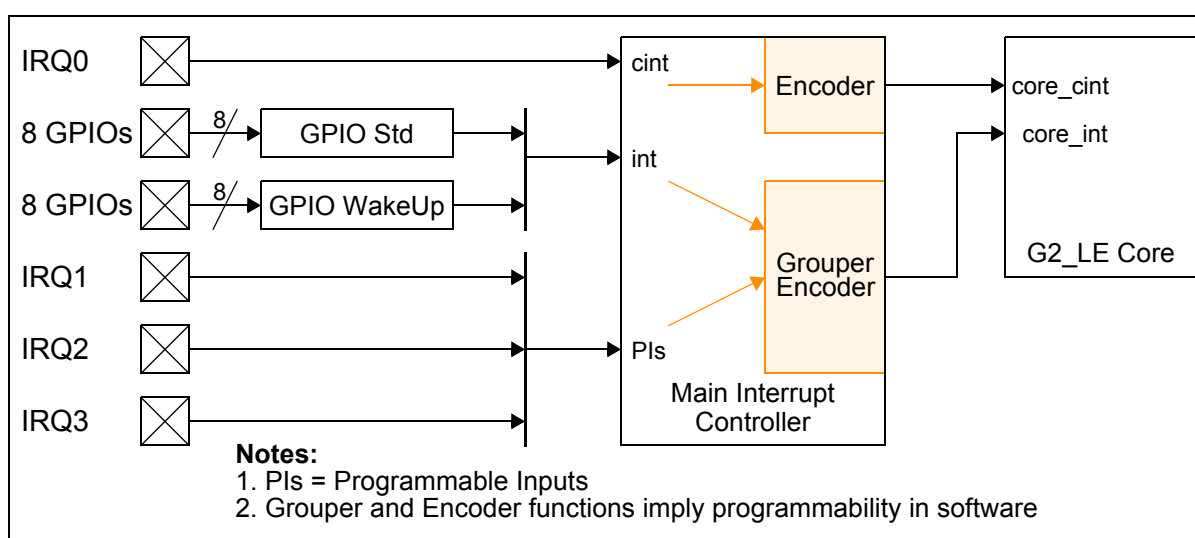 IRQ0
cint
Encoder
core_cint
8 GPIOs
8
GPIO Std
core_int
int
8 GPIOs
8
GPIO WakeUp
G2_LE Core
IRQ1
Grouper
Encoder
IRQ2
PIs
Main Interrupt
Controller
IRQ3
Notes:
1. PIs = Programmable Inputs
2. Grouper and Encoder functions imply programmability in software